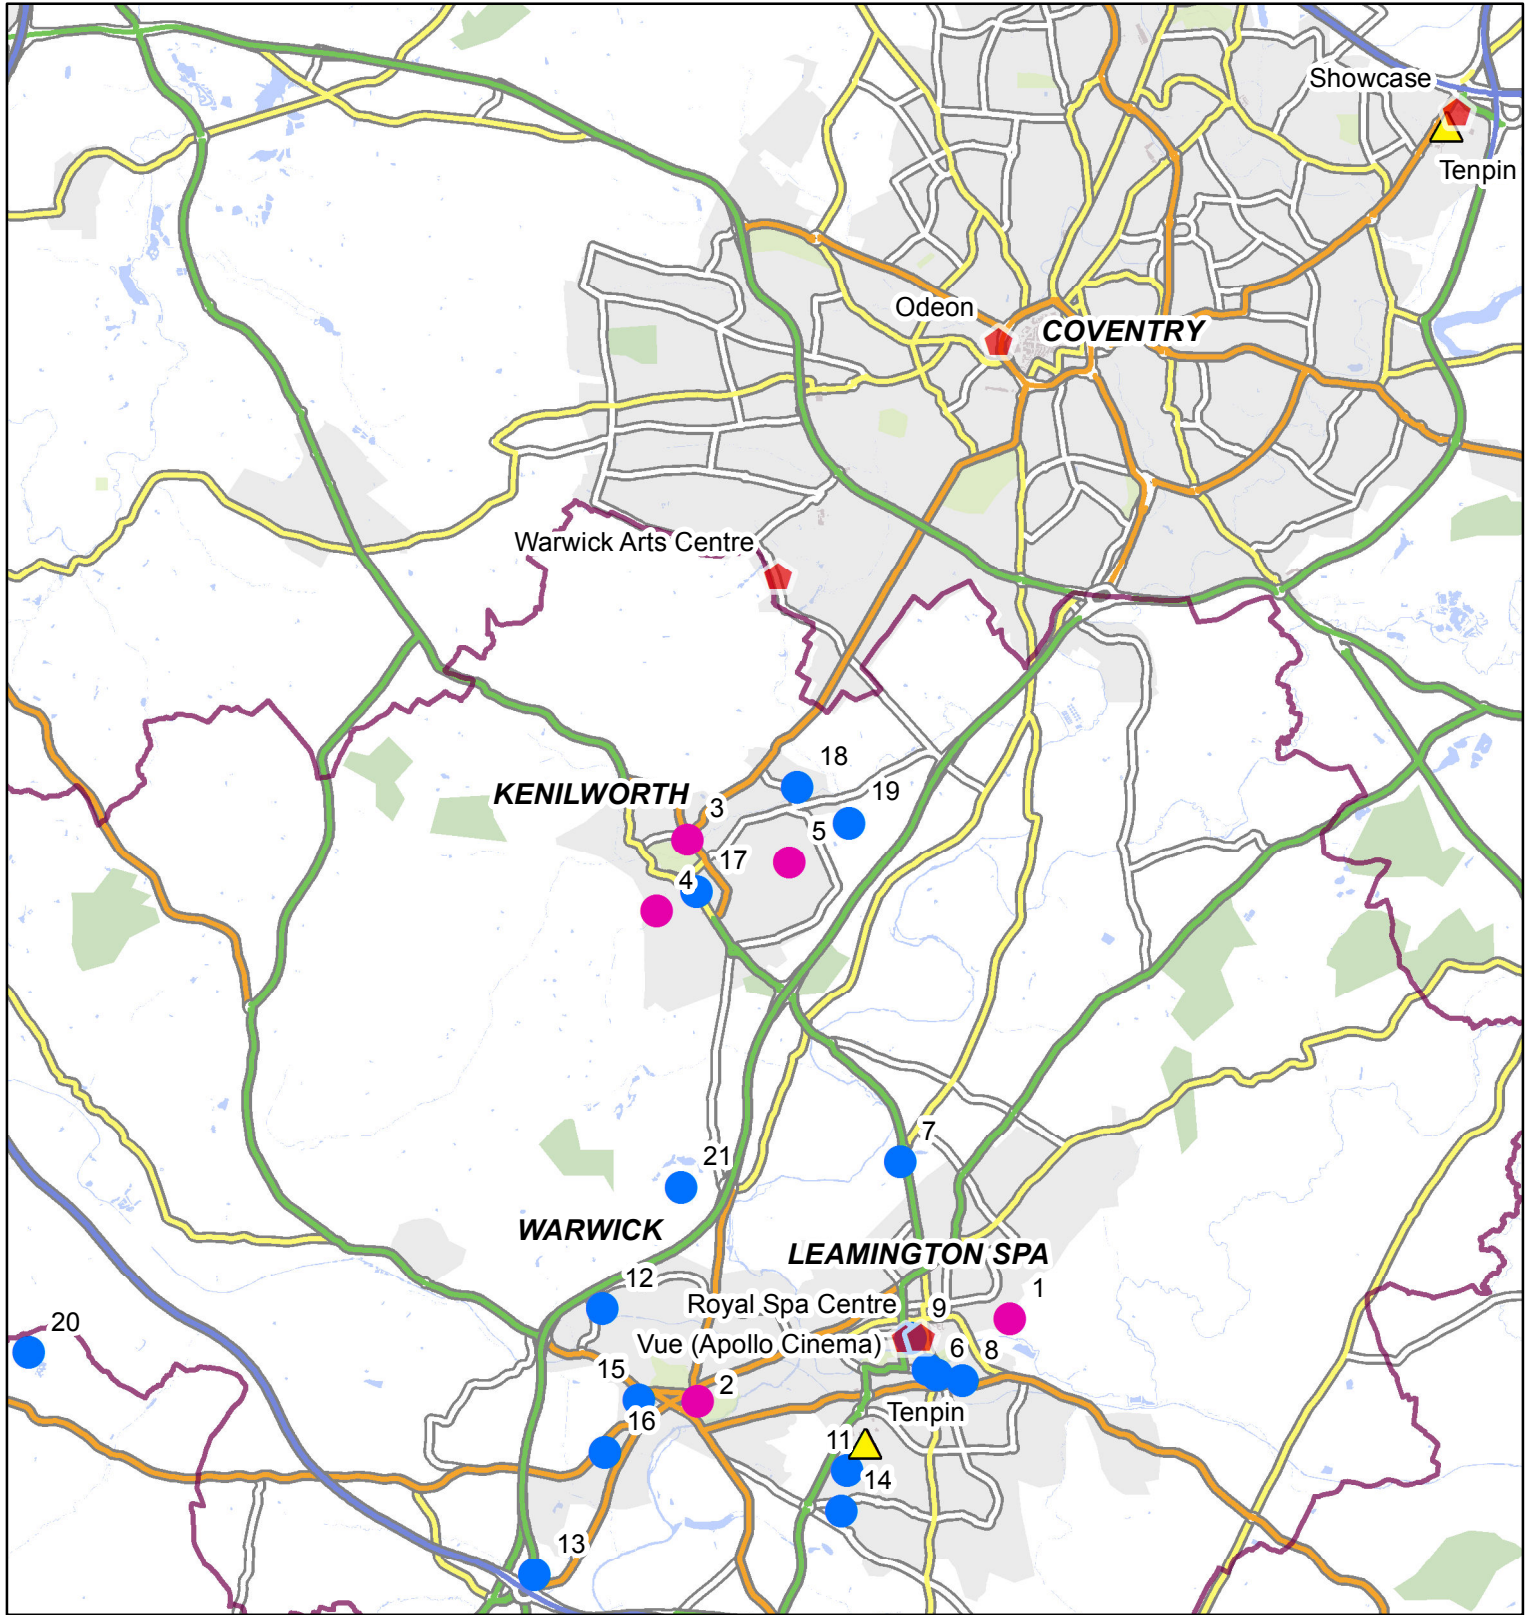 Showcase
Tenpin
Odeon
COVENTRY
Warwick Arts Centre
18
KENILWORTH
19
3
5
17
4
7
21
WARWICK
LEAMINGTON SPA
12
1
Royal Spa Centre
9
20
Vue (Apollo Cinema)
6
8
15
2
16
Tenpin
11
14
13